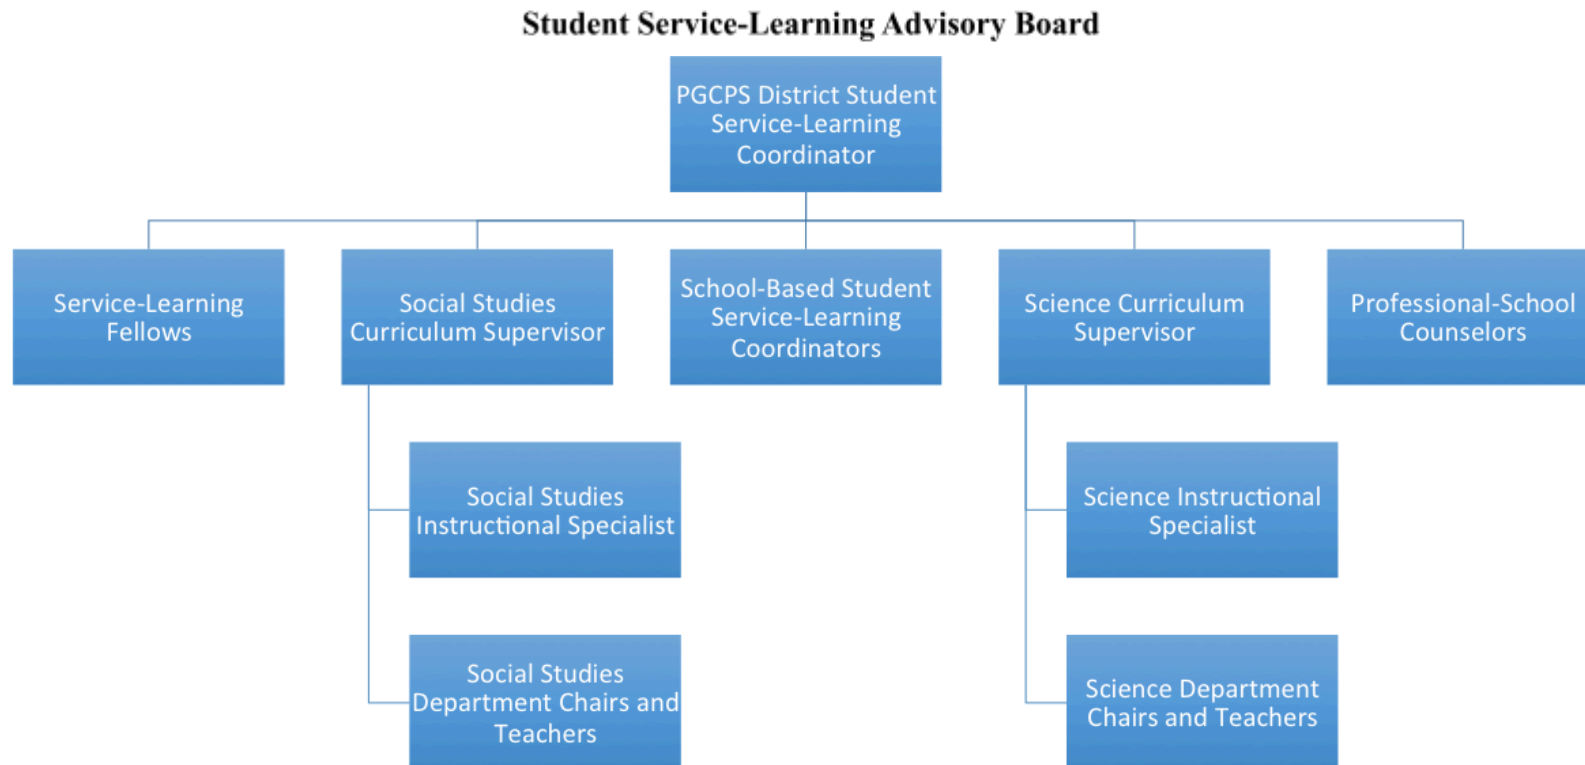 Student Service-Learning Advisory Board
PGCPS District Student
Service-Learning
Coordinator
Service-Learning
Fellows
Social Studies
Curriculum Supervisor
School-Based Student
Service-Learning
Coordinators
Science Curriculum
Supervisor
Professional-School
Counselors
Social Studies
Instructional Specialist
Social Studies
Department Chairs and
Teachers
Science Instructional
Specialist
Science Department
Chairs and Teachers